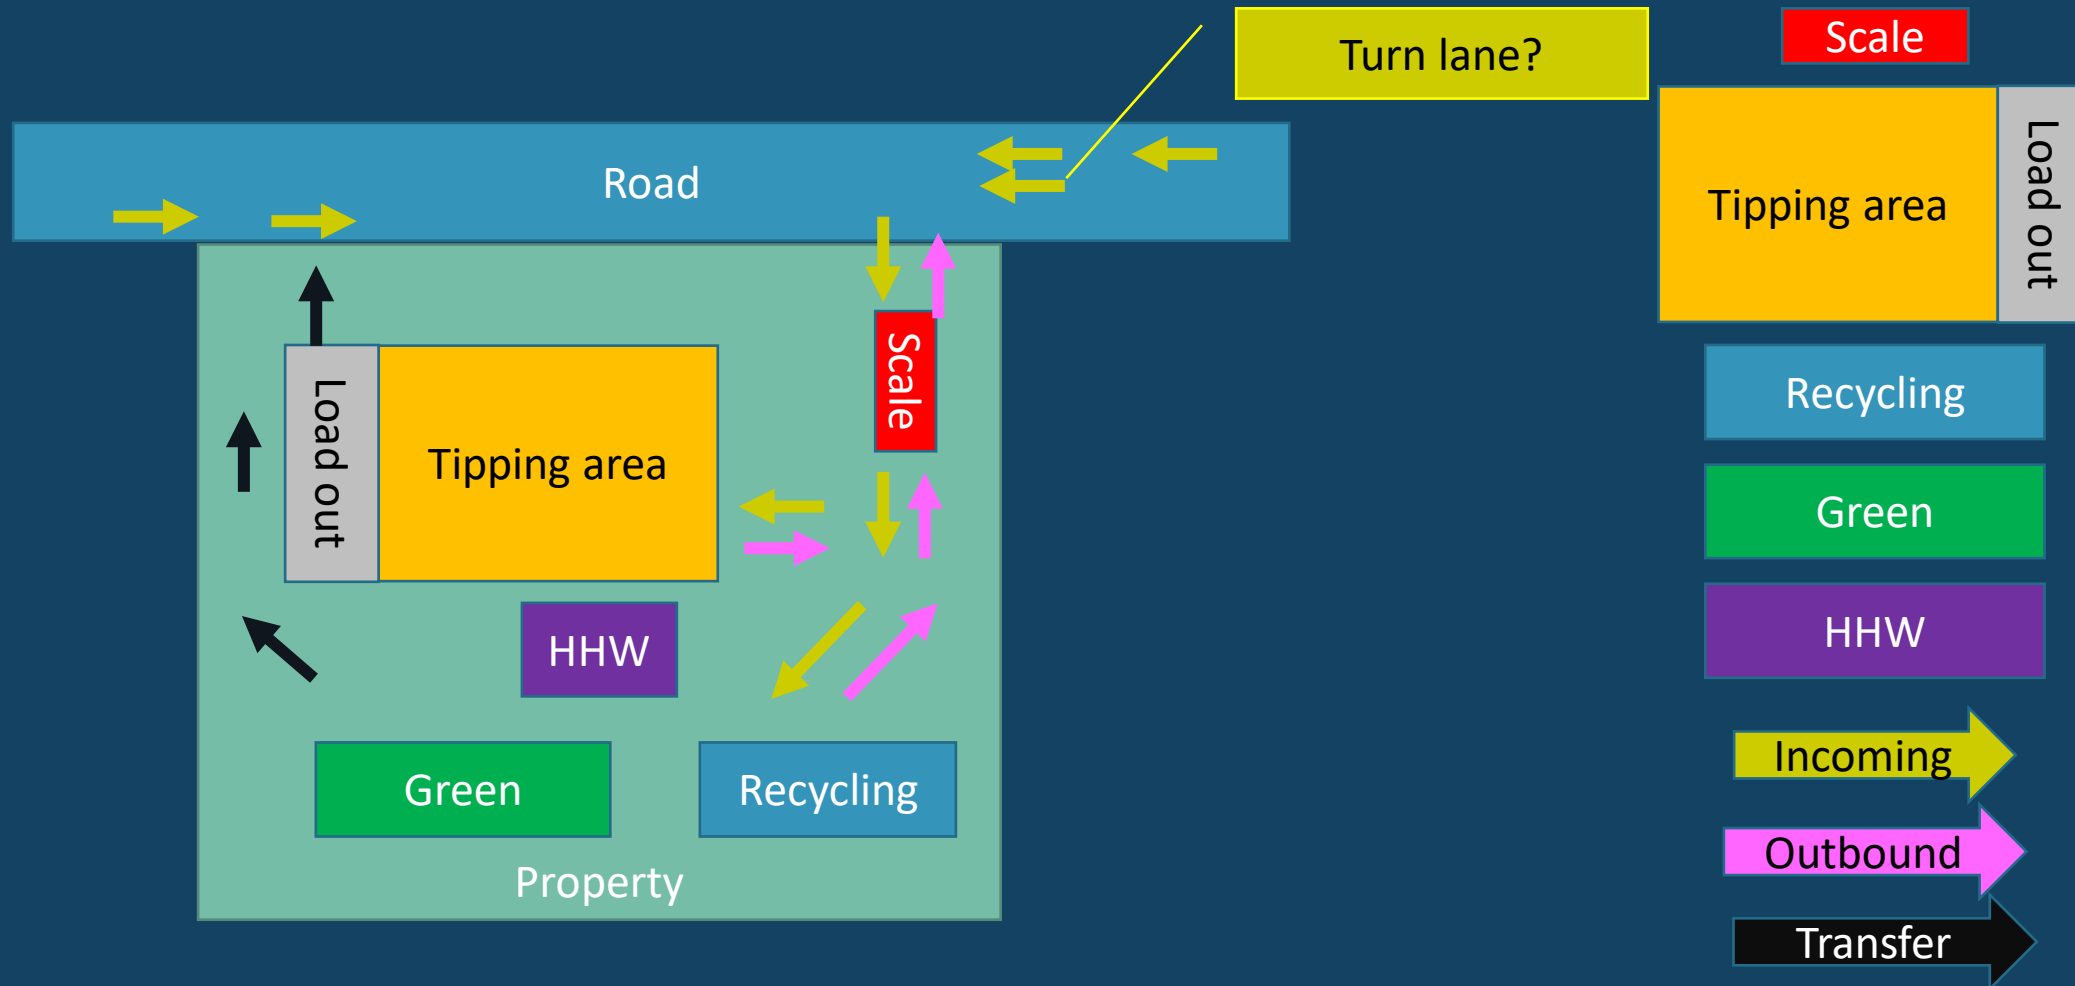 Turn lane?
Scale
Road
Tipping area
Load out
Scale
Load out
Tipping area
Recycling
Green
HHW
HHW
Green
Recycling
Incoming
Outbound
Property
Transfer